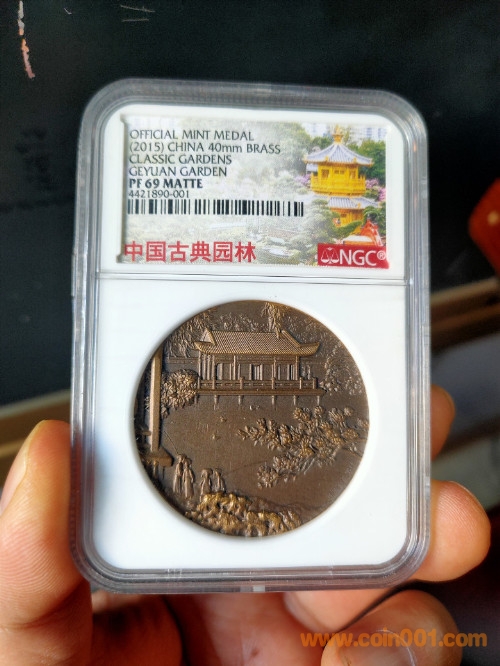 OFFICIAL MINT MEDAL
(2015) CHINA 40mm BRASS
CLASSIC GARDENS
GEYUAN GARDEN
PF 69 MATTE
4421890-001
中国古典园林
NGC®
www.coin001.com